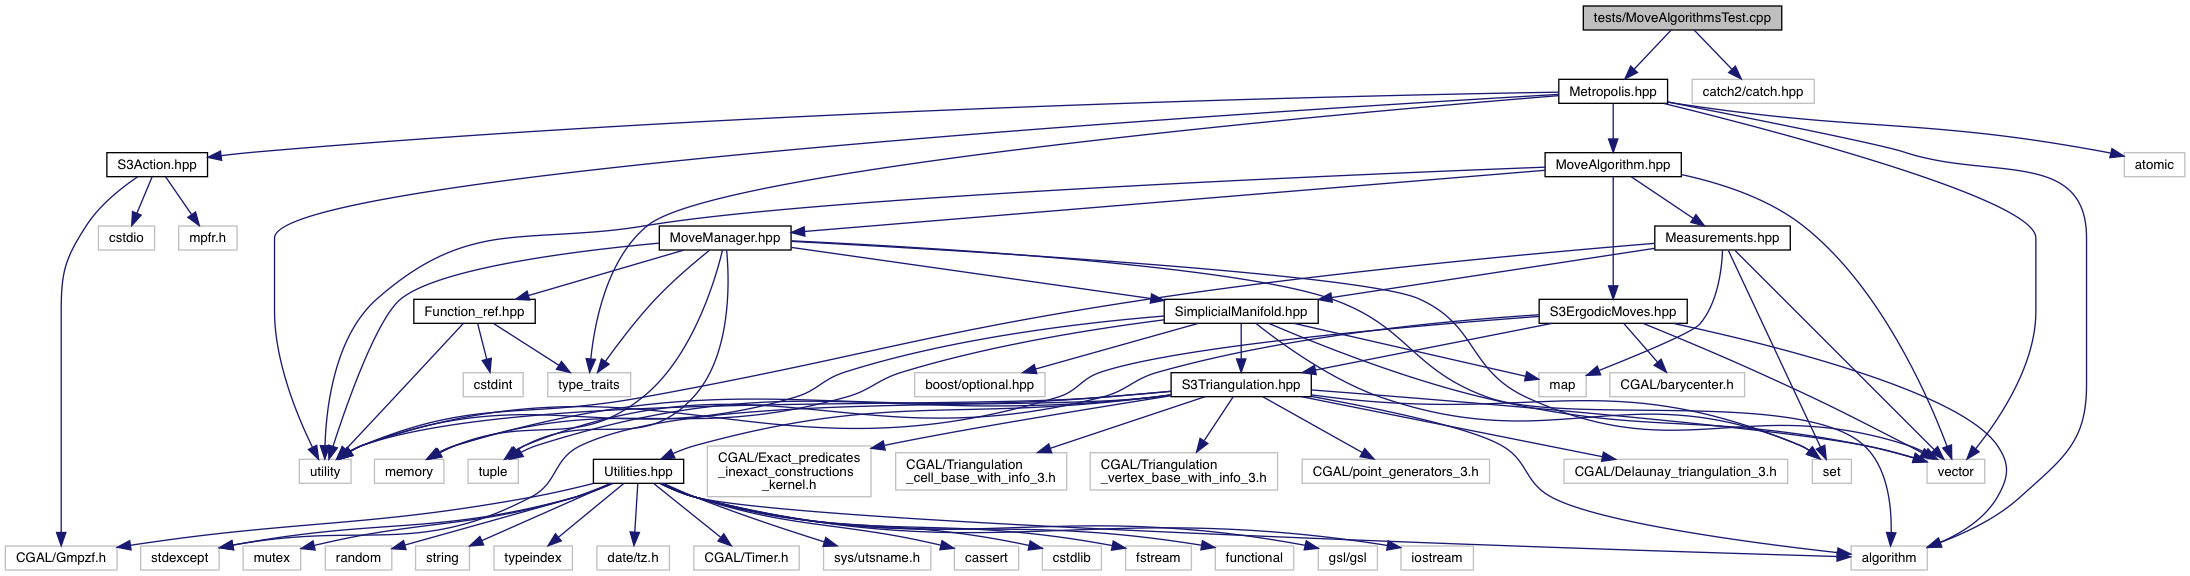 tests/MoveAlgorithmsTest.cpp
Metropolis.hpp
catch2/catch.hpp
S3Action.hpp
MoveAlgorithm.hpp
atomic
cstdio
mpfr.h
MoveManager.hpp
Measurements.hpp
Function_ref.hpp
SimplicialManifold.hpp
S3ErgodicMoves.hpp
cstdint
type_traits
boost/optional.hpp
S3Triangulation.hpp
map
CGAL/barycenter.h
utility
memory
tuple
Utilities.hpp
CGAL/Exact_predicates
_inexact_constructions
_kernel.h
CGAL/Triangulation
_cell_base_with_info_3.h
CGAL/Triangulation
_vertex_base_with_info_3.h
CGAL/point_generators_3.h
CGAL/Delaunay_triangulation_3.h
set
vector
CGAL/Gmpzf.h
stdexcept
mutex
random
string
typeindex
date/tz.h
CGAL/Timer.h
sys/utsname.h
cassert
cstdlib
fstream
functional
gsl/gsl
iostream
algorithm